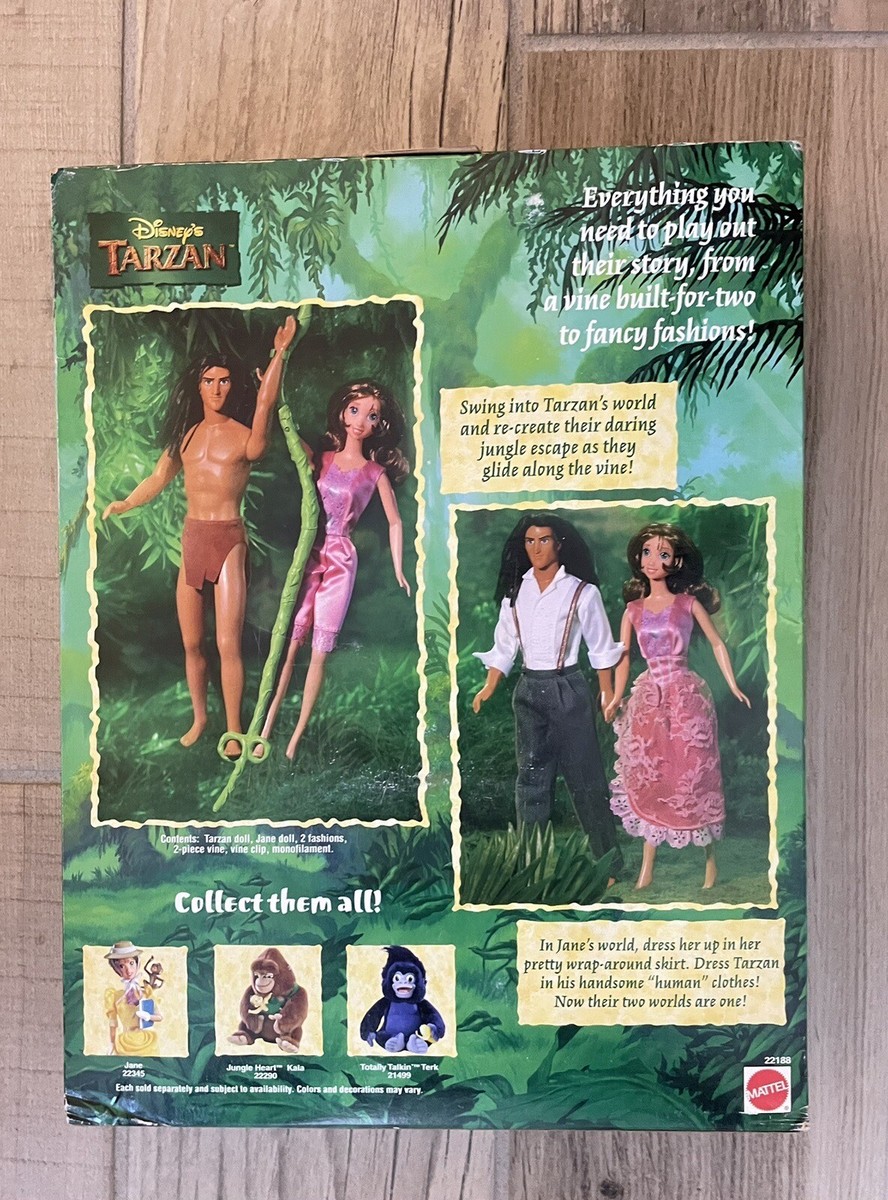 Disney's
TARZAN™
Everything you
need to play out
their story, from
a vine built-for-two
to fancy fashions!
Swing into Tarzan's world
and re-create their daring
jungle escape as they
glide along the vine!
Contents: Tarzan doll, Jane doll, 2 fashions,
2-piece vine, vine clip, monofilament.
Collect them all!
In Jane's world, dress her up in her
pretty wrap-around skirt. Dress Tarzan
in his handsome “human” clothes!
Now their two worlds are one!
Jane
22345
Jungle Heart™ Kala
22290
Totally Talkin'™ Terk
21499
Each sold separately and subject to availability. Colors and decorations may vary.
22188
MATTEL
®